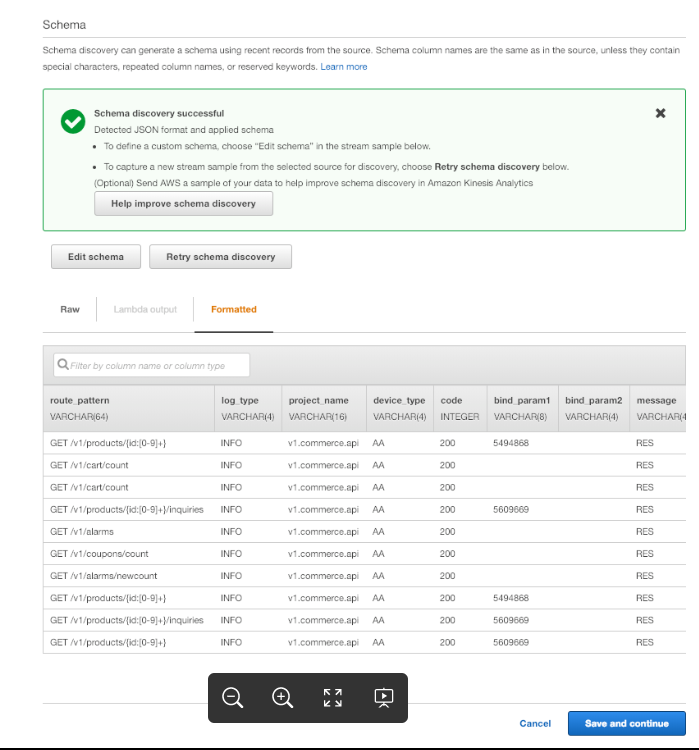 Schema
Schema discovery can generate a schema using recent records from the source. Schema column names are the same as in the source, unless they contain
special characters, repeated column names, or reserved keywords. Learn more
Schema discovery successful
Detected JSON format and applied schema
• To define a custom schema, choose "Edit schema" in the stream sample below.
• To capture a new stream sample from the selected source for discovery, choose Retry schema discovery below.
(Optional) Send AWS a sample of your data to help improve schema discovery in Amazon Kinesis Analytics
Help improve schema discovery
Edit schema Retry schema discovery
Raw Lambda output Formatted
Filter by column name or column type
route_pattern log_type project_name device_type code bind_param1 bind_param2 message
VARCHAR(64) VARCHAR(4) VARCHAR(16) VARCHAR(4) INTEGER VARCHAR(8) VARCHAR(4) VARCHAR(4
GET /v1/products/{id:[0-9]+} INFO v1.commerce.api AA 200 5494868 RES
GET /v1/cart/count INFO v1.commerce.api AA 200 RES
GET /v1/cart/count INFO v1.commerce.api AA 200 RES
GET /v1/products/{id:[0-9]+}/inquiries INFO v1.commerce.api AA 200 5609669 RES
GET /v1/alarms INFO v1.commerce.api AA 200 RES
GET /v1/coupons/count INFO v1.commerce.api AA 200 RES
GET /v1/alarms/newcount INFO v1.commerce.api AA 200 RES
GET /v1/products/{id:[0-9]+} INFO v1.commerce.api AA 200 5494868 RES
GET /v1/products/{id:[0-9]+}/inquiries INFO v1.commerce.api AA 200 5609669 RES
GET /v1/products/{id:[0-9]+} INFO v1.commerce.api AA 200 5609669 RES
Cancel Save and continue